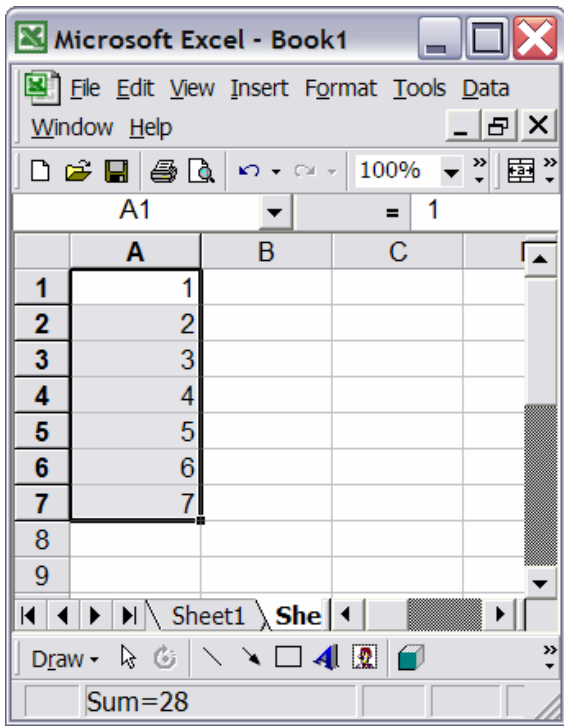 Microsoft Excel - Book1
File Edit View Insert Format Tools Data
Window Help
100%
A1 = 1
A B C
1 1
2 2
3 3
4 4
5 5
6 6
7 7
8
9
Sheet1 She
Draw
Sum=28